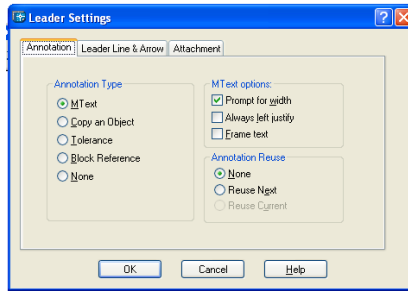 Leader Settings
Annotation Leader Line & Arrow Attachment
Annotation Type
MText
Copy an Object
Tolerance
Block Reference
None
MText options:
Prompt for width
Always left justify
Frame text
Annotation Reuse
None
Reuse Next
Reuse Current
OK Cancel Help